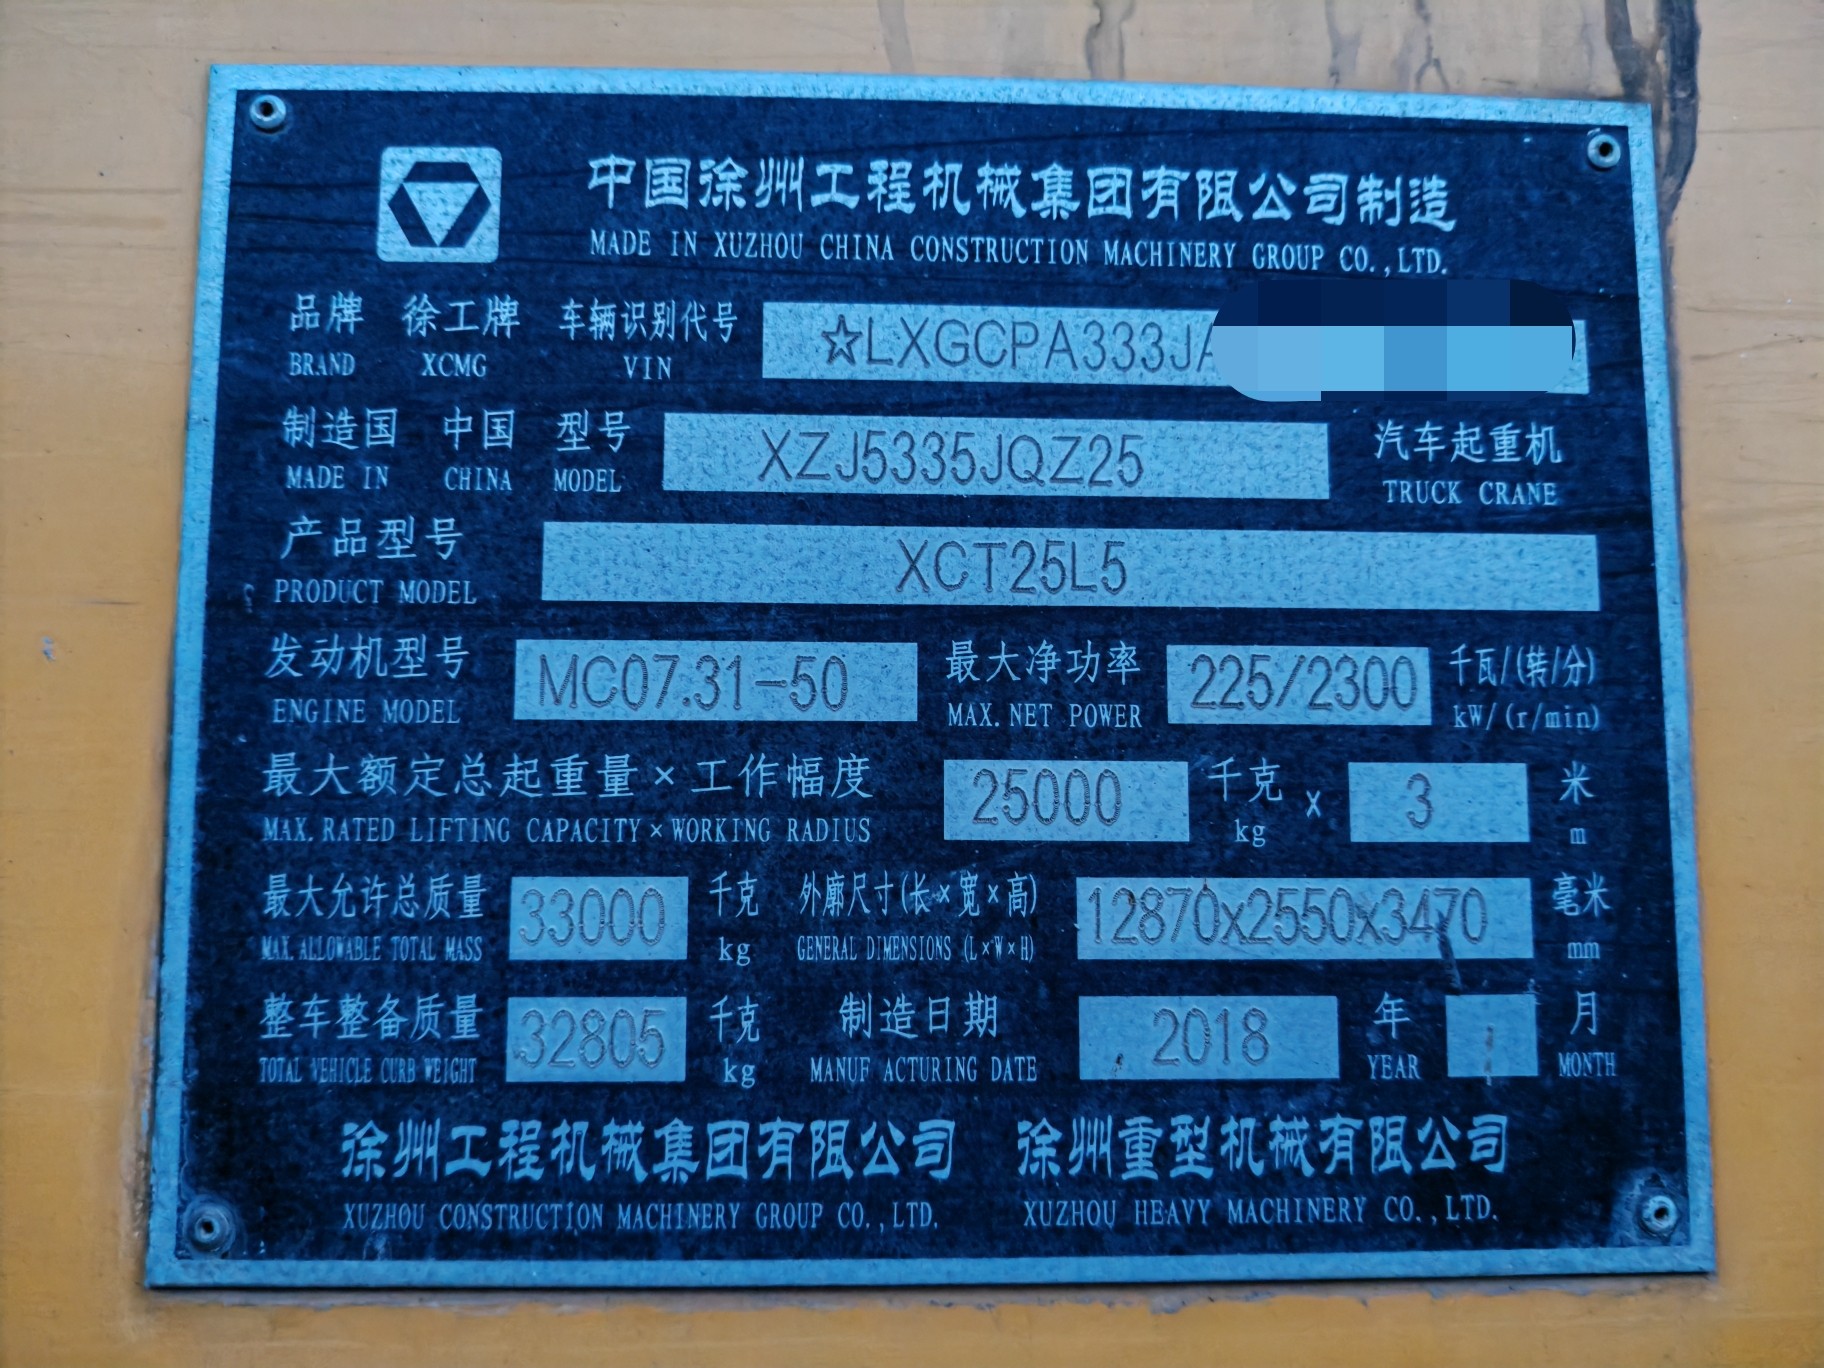 中国徐州工程机械集团有限公司制造
MADE IN XUZHOU CHINA CONSTRUCTION MACHINERY GROUP CO.,LTD.
品牌 徐工牌 车辆识别代号 ☆LXGCPA333JA
BRAND XCMG VIN
制造国 中国 型号 XZJ5335JQZ25 汽车起重机
MADE IN CHINA MODEL TRUCK CRANE
产品型号 XCT25L5
PRODUCT MODEL
发动机型号 MC07.31-50 最大净功率 225/2300 千瓦/(转/分)
ENGINE MODEL MAX.NET POWER kW/(r/min)
最大额定总起重量×工作幅度 25000 千克 x 3 米
MAX.RATED LIFTING CAPACITY×WORKING RADIUS kg m
最大允许总质量 33000 千克 外廓尺寸(长×宽×高) 12870x2550x3470 毫米
MAX.ALLOWABLE TOTAL MASS kg GENERAL DIMENSIONS (L×W×H) mm
整车整备质量 32805 千克 制造日期 2018 年 1 月
TOTAL VEHICLE CURB WEIGHT kg MANUF ACTURING DATE YEAR MONTH
徐州工程机械集团有限公司 徐州重型机械有限公司
XUZHOU CONSTRUCTION MACHINERY GROUP CO.,LTD. XUZHOU HEAVY MACHINERY CO.,LTD.